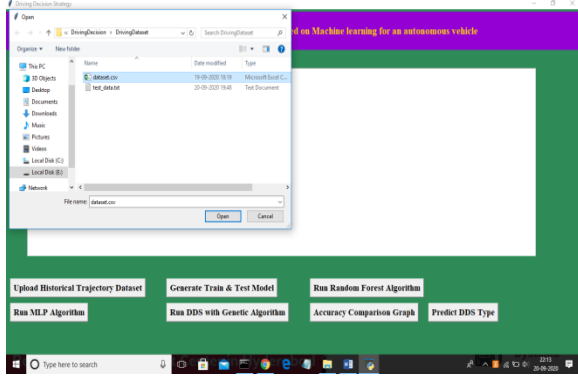 Driving Decision Strategy
Open
ed on Machine learning for an autonomous vehicle
« DrivingDecision > DrivingDataset
Search DrivingDataset
Organize
New folder
Name
Date modified
Type
This PC
3D Objects
Desktop
Documents
Downloads
Music
Pictures
Videos
Local Disk (C:)
Local Disk (E:)
Network
dataset.csv
19-09-2020 18:19
Microsoft Excel C...
test_data.txt
20-09-2020 19:48
Text Document
File name:
dataset.csv
Open
Cancel
Upload Historical Trajectory Dataset
Generate Train & Test Model
Run Random Forest Algorithm
Run MLP Algorithm
Run DDS with Genetic Algorithm
Accuracy Comparison Graph
Predict DDS Type
Type here to search
22:13
20-09-2020